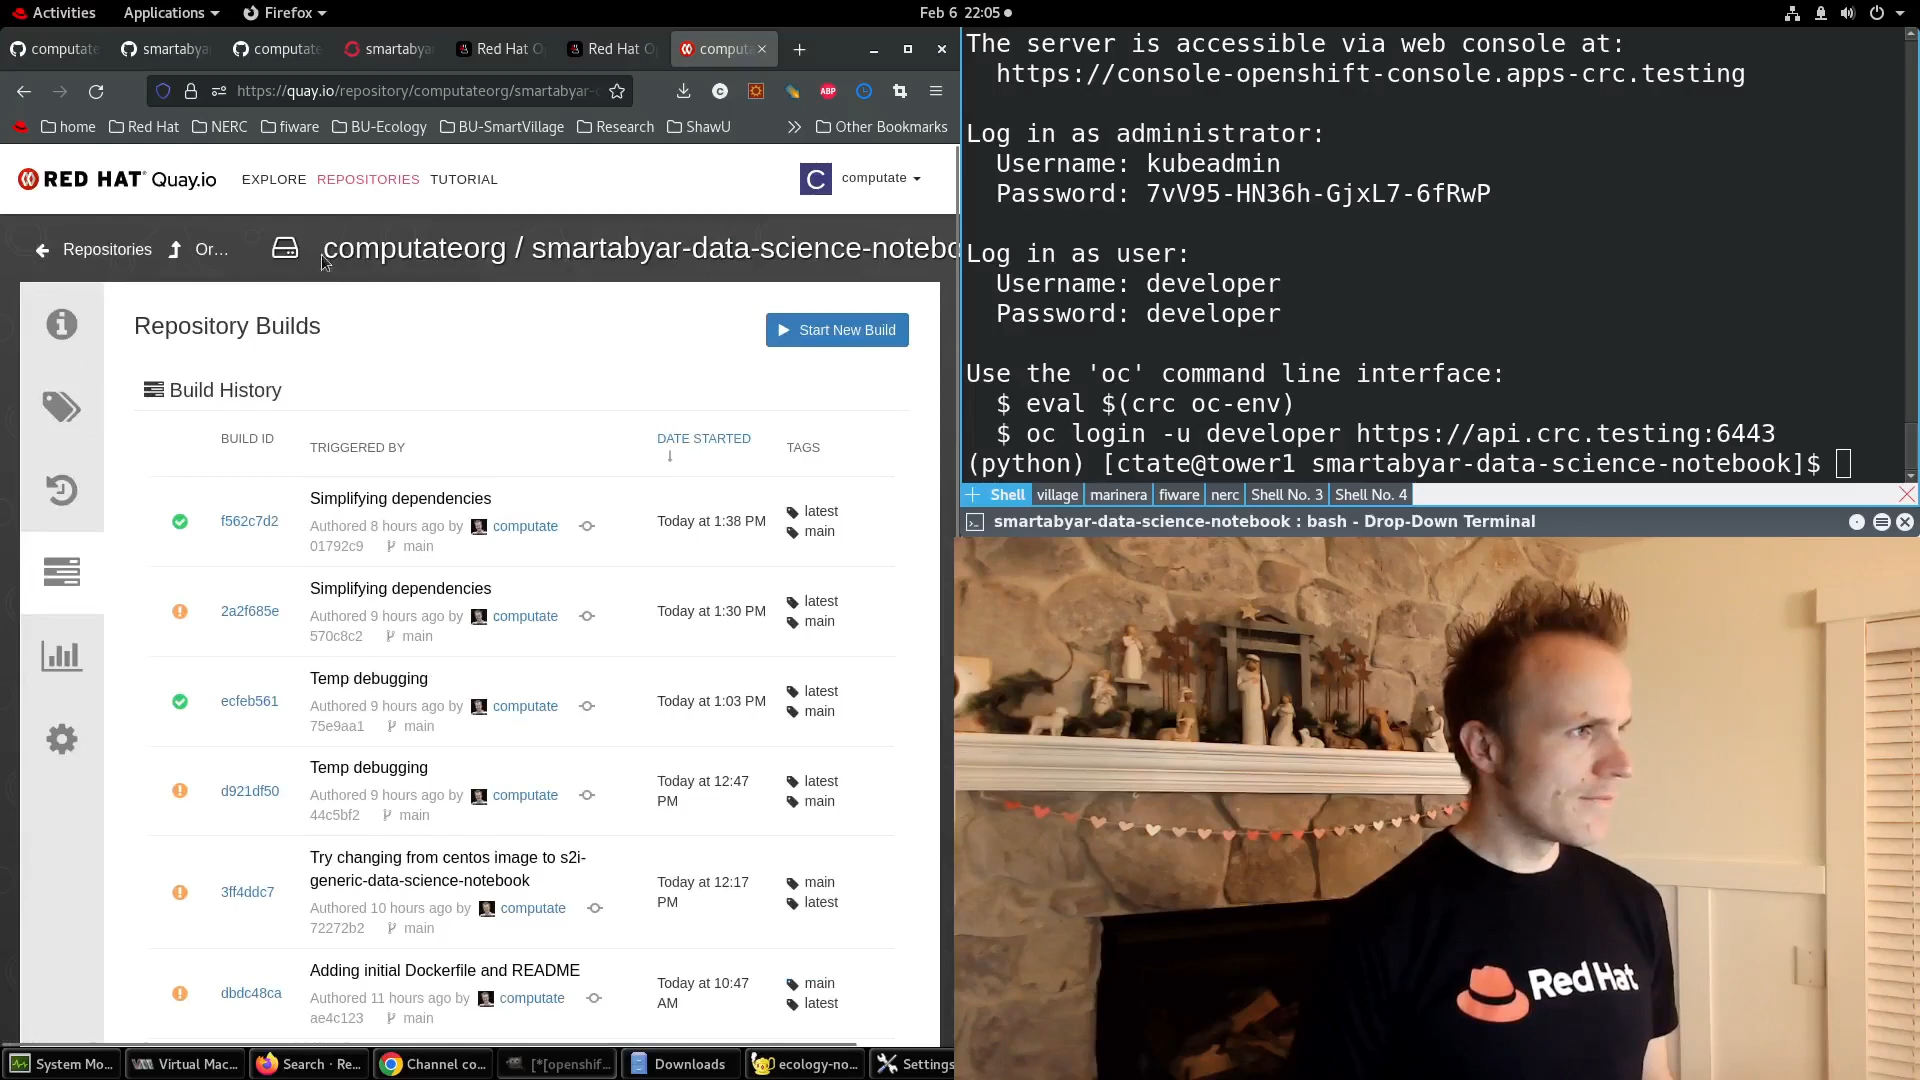 Activities Applications Firefox Feb 6 22:05
computate smartabya computate smartabya Red Hat O Red Hat O computa
https://quay.io/repository/computateorg/smartabyar- ABP
home Red Hat NERC fiware BU-Ecology BU-SmartVillage Research ShawU >> Other Bookmarks
RED HAT Quay.io EXPLORE REPOSITORIES TUTORIAL C computate
Repositories Or... computateorg / smartabyar-data-science-notebo
Repository Builds
Start New Build
Build History
BUILD ID TRIGGERED BY DATE STARTED TAGS
Simplifying dependencies
f562c7d2 Authored 8 hours ago by computate Today at 1:38 PM latest
01792c9 main main
Simplifying dependencies
2a2f685e Authored 9 hours ago by computate Today at 1:30 PM latest
570c8c2 main main
Temp debugging
ecfeb561 Authored 9 hours ago by computate Today at 1:03 PM latest
75e9aa1 main main
Temp debugging
d921df50 Authored 9 hours ago by computate Today at 12:47 PM latest
44c5bf2 main main
Try changing from centos image to s2i-
generic-data-science-notebook
3ff4ddc7 Authored 10 hours ago by computate Today at 12:17 PM main
72272b2 main latest
Adding initial Dockerfile and README
dbdc48ca Authored 11 hours ago by computate Today at 10:47 AM main
ae4c123 main latest
The server is accessible via web console at:
https://console-openshift-console.apps-crc.testing
Log in as administrator:
Username: kubeadmin
Password: 7vV95-HN36h-GjxL7-6fRwP
Log in as user:
Username: developer
Password: developer
Use the 'oc' command line interface:
$ eval $(crc oc-env)
$ oc login -u developer https://api.crc.testing:6443
(python) [ctate@tower1 smartabyar-data-science-notebook]$
Shell village marinera fiware nerc Shell No. 3 Shell No. 4
smartabyar-data-science-notebook : bash - Drop-Down Terminal
Red Hat
System Mo... Virtual Mac... Search · Re... Channel co... [*[openshif... Downloads ecology-no... Settings